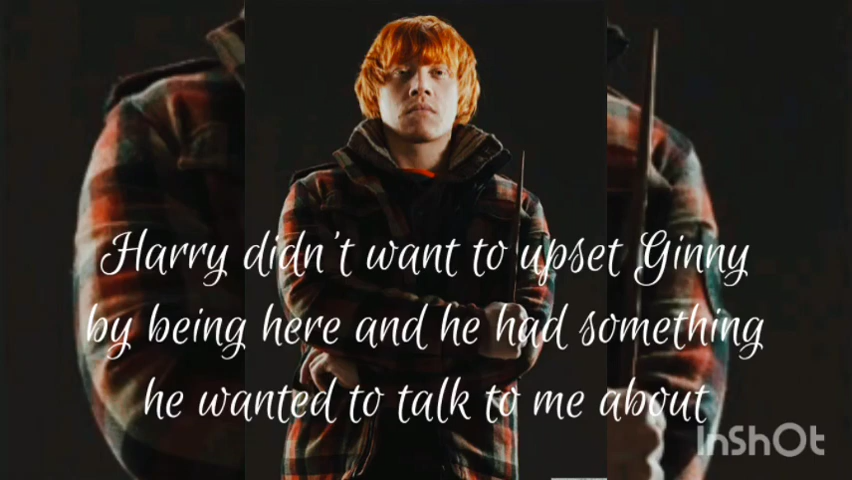 Harry didn't want to upset Ginny
by being here and he had something
he wanted to talk to me about
InShOt